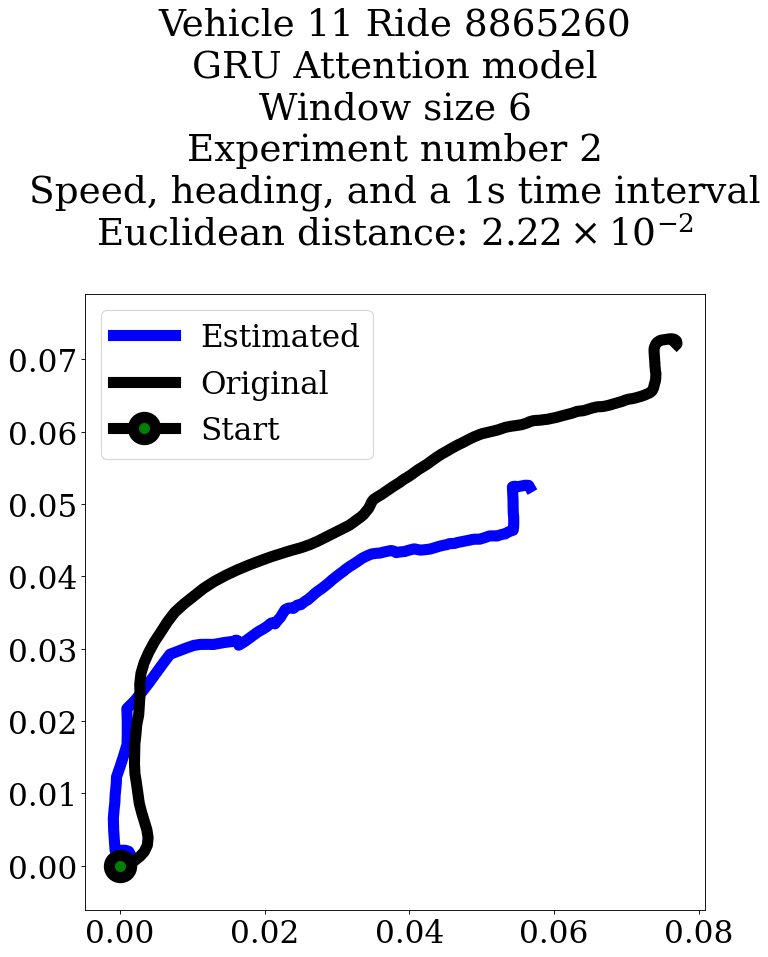 Vehicle 11 Ride 8865260
GRU Attention model
Window size 6
Experiment number 2
Speed, heading, and a 1s time interval
Euclidean distance: 2.22 × 10⁻²
Estimated
Original
Start
0.07
0.06
0.05
0.04
0.03
0.02
0.01
0.00
0.00 0.02 0.04 0.06 0.08